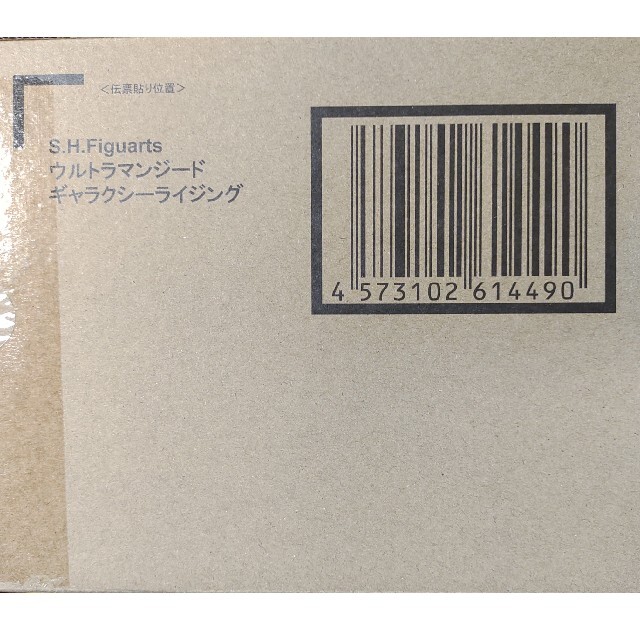 ＜伝票貼り位置＞
S.H.Figuarts
ウルトラマンジード
ギャラクシーライジング
4 573102 614490